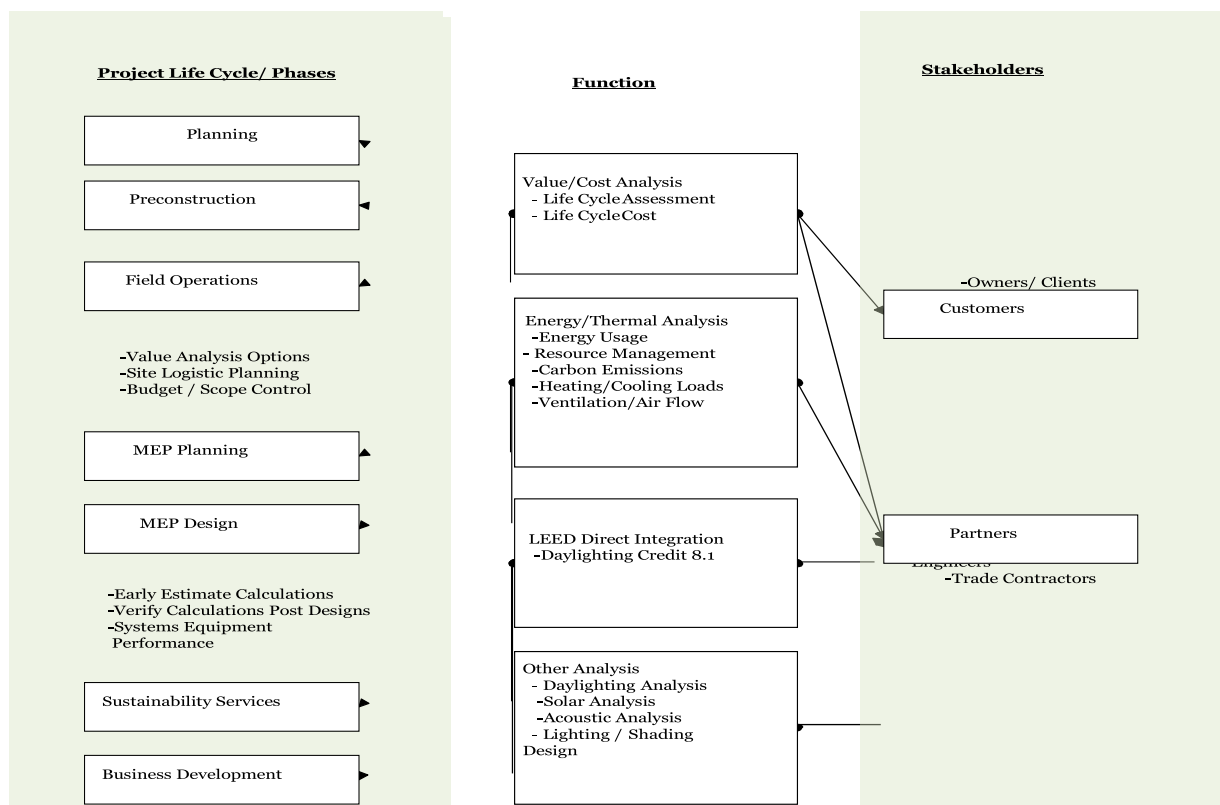 Project Life Cycle/ Phases
Planning
Preconstruction
Field Operations
-Value Analysis Options
-Site Logistic Planning
-Budget / Scope Control
MEP Planning
MEP Design
-Early Estimate Calculations
-Verify Calculations Post Designs
-Systems Equipment
Performance
Sustainability Services
Business Development
Function
Value/Cost Analysis
- Life Cycle Assessment
- Life Cycle Cost
Energy/Thermal Analysis
-Energy Usage
- Resource Management
-Carbon Emissions
-Heating/Cooling Loads
-Ventilation/Air Flow
LEED Direct Integration
-Daylighting Credit 8.1
Other Analysis
- Daylighting Analysis
-Solar Analysis
-Acoustic Analysis
- Lighting / Shading
Design
Stakeholders
-Owners/ Clients
Customers
Partners
Engineers
-Trade Contractors